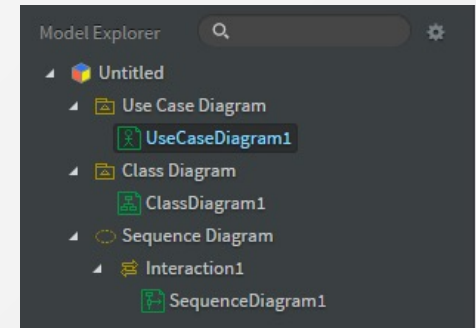 Model Explorer
Untitled
Use Case Diagram
UseCaseDiagram1
Class Diagram
ClassDiagram1
Sequence Diagram
Interaction1
SequenceDiagram1